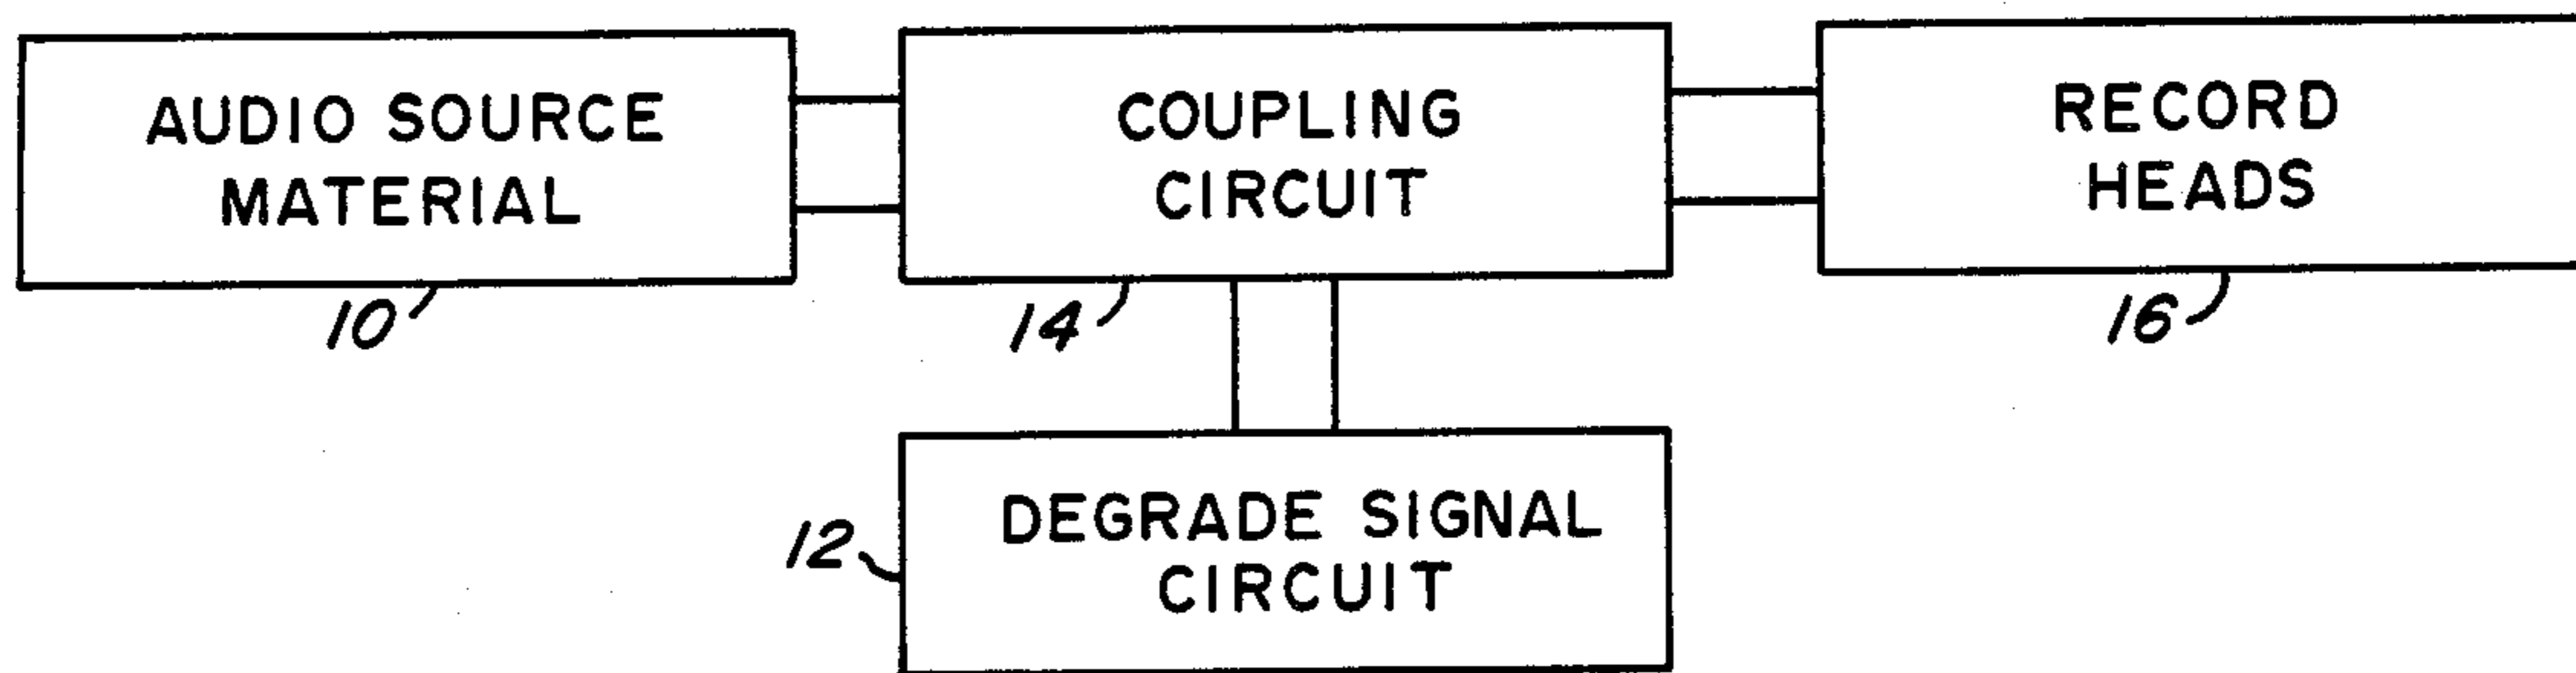 AUDIO SOURCE
MATERIAL
10
COUPLING
CIRCUIT
14
RECORD
HEADS
16
12
DEGRADE SIGNAL
CIRCUIT